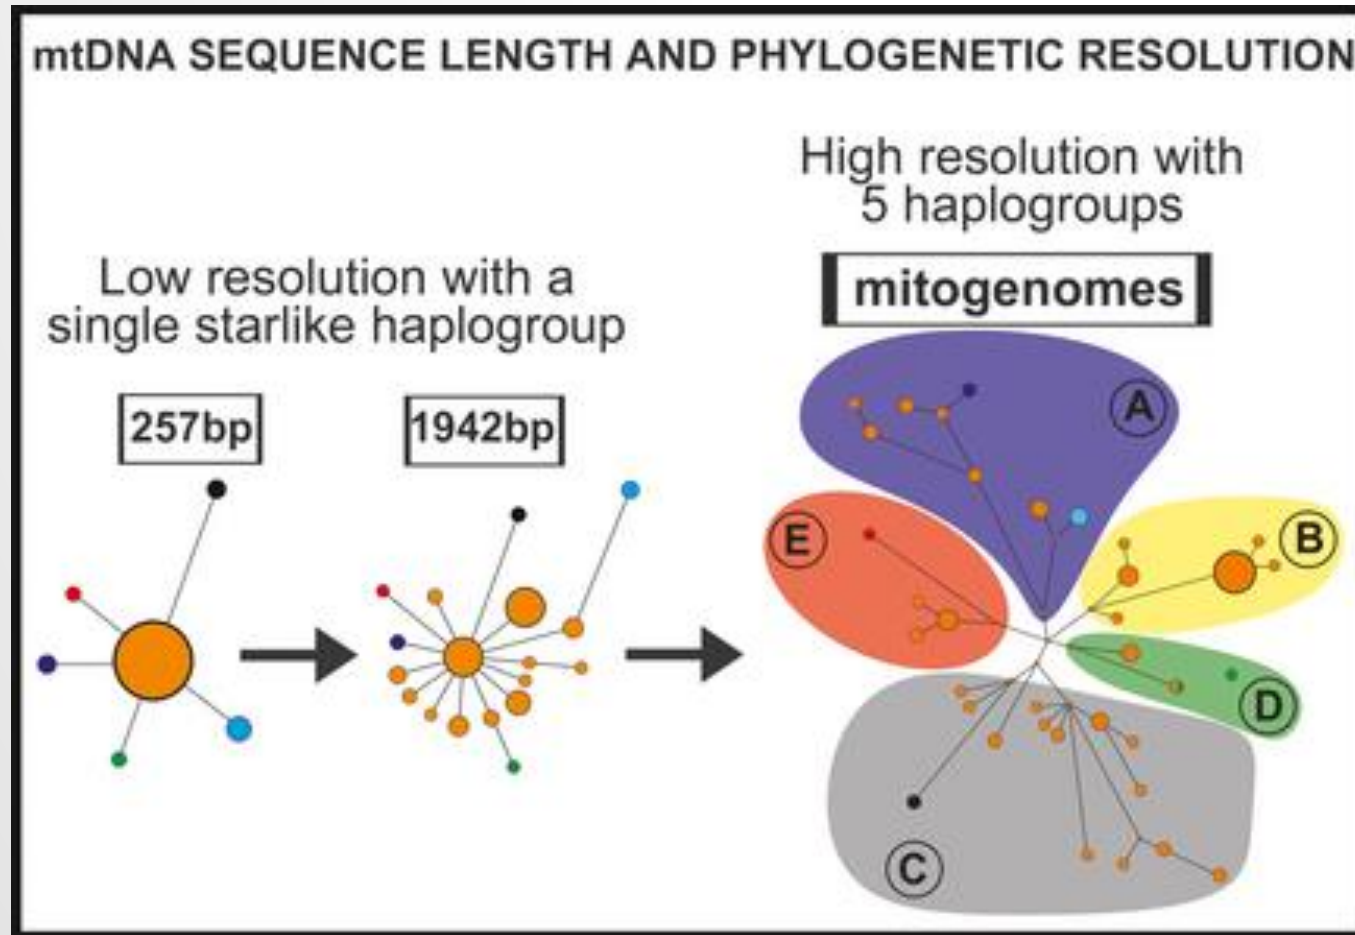 mtDNA SEQUENCE LENGTH AND PHYLOGENETIC RESOLUTION
Low resolution with a
single starlike haplogroup
257bp
1942bp
High resolution with
5 haplogroups
mitogenomes
A
E
B
D
C